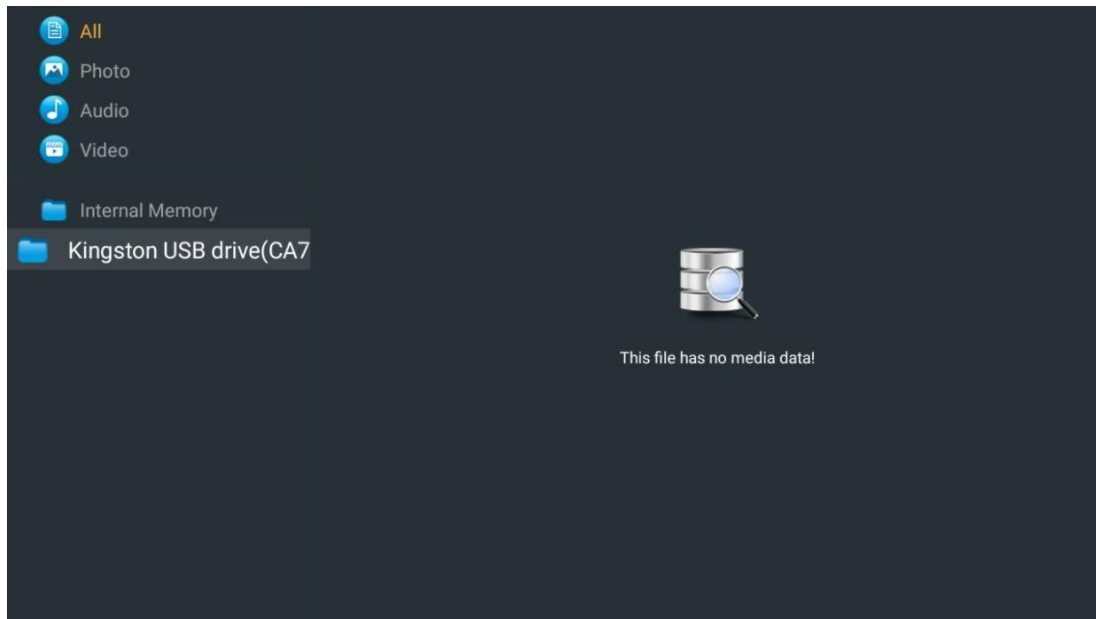 All
Photo
Audio
Video
Internal Memory
Kingston USB drive(CA7
This file has no media data!